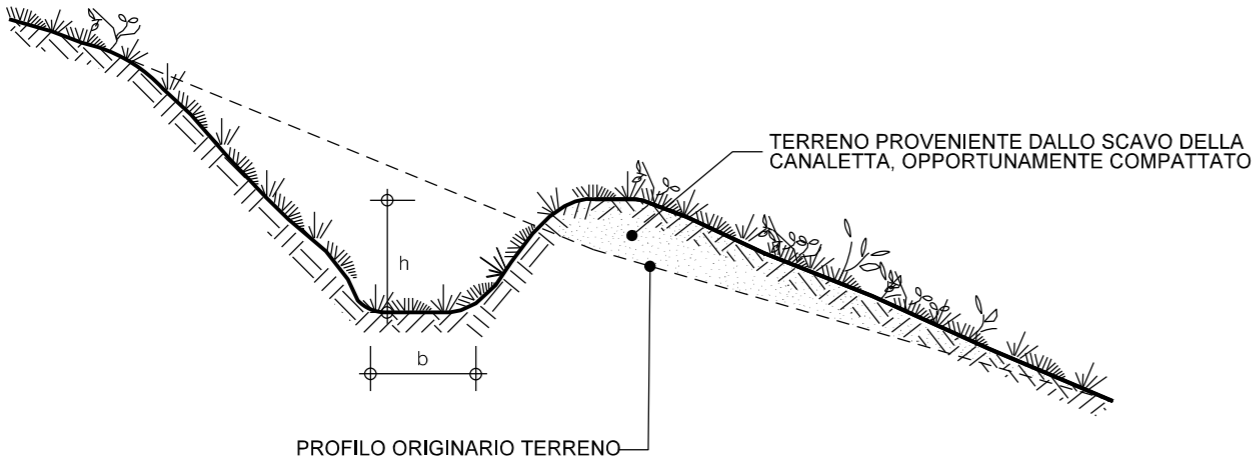 TERRENO PROVENIENTE DALLO SCAVO DELLA
CANALETTA, OPPORTUNAMENTE COMPATTATO
h
b
PROFILO ORIGINARIO TERRENO